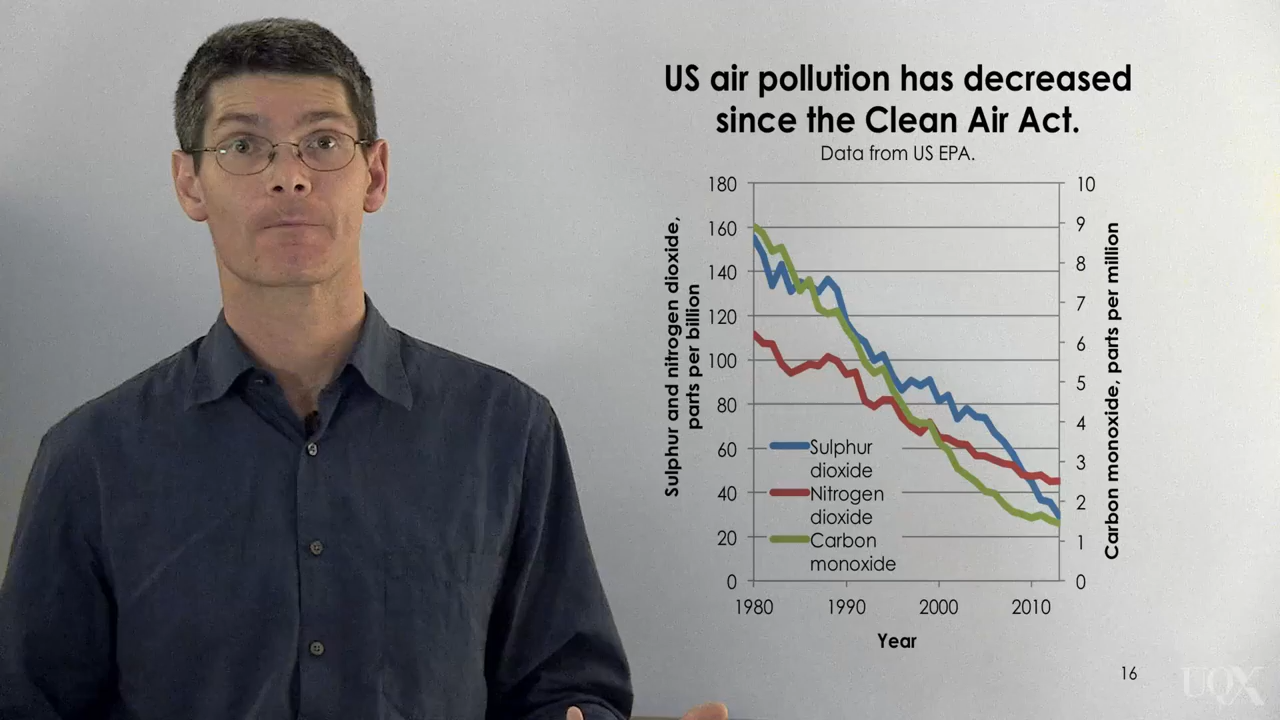 US air pollution has decreased
since the Clean Air Act.
Data from US EPA.
180
160
140
120
100
80
60
40
20
0
10
9
8
7
6
5
4
3
2
1
0
Sulphur and nitrogen dioxide,
parts per billion
Carbon monoxide, parts per million
Sulphur
dioxide
Nitrogen
dioxide
Carbon
monoxide
1980 1990 2000 2010
Year
16
UQX